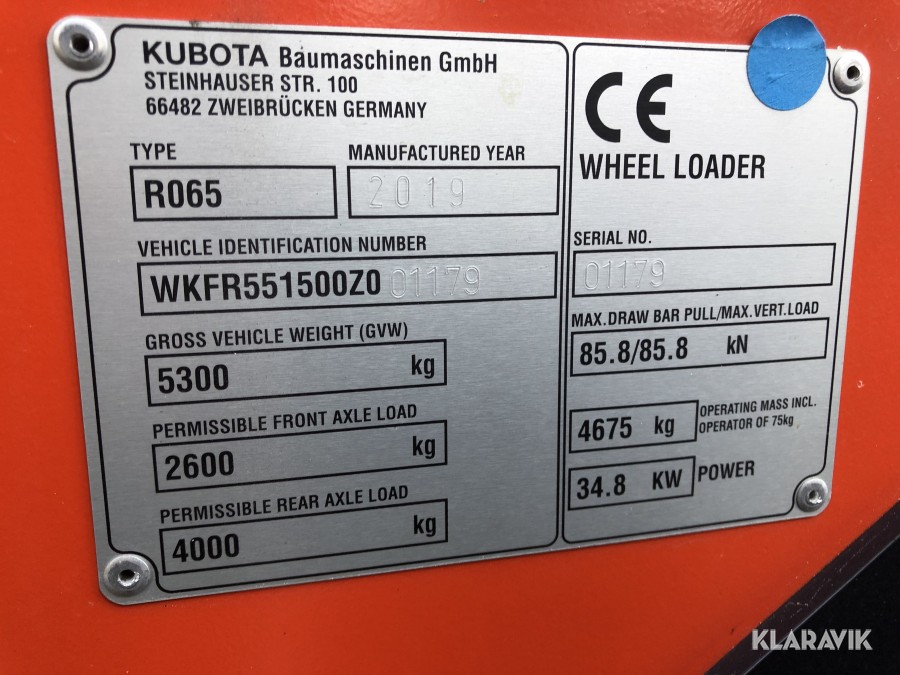 KUBOTA Baumaschinen GmbH
STEINHAUSER STR. 100
66482 ZWEIBRÜCKEN GERMANY
TYPE
R065
MANUFACTURED YEAR
2019
VEHICLE IDENTIFICATION NUMBER
WKFR551500Z001179
GROSS VEHICLE WEIGHT (GVW)
5300 kg
PERMISSIBLE FRONT AXLE LOAD
2600 kg
PERMISSIBLE REAR AXLE LOAD
4000 kg
CE
WHEEL LOADER
SERIAL NO.
01179
MAX.DRAW BAR PULL/MAX.VERT.LOAD
85.8/85.8 kN
4675 kg
OPERATING MASS INCL.
OPERATOR OF 75kg
34.8 KW POWER
KLARAVIK